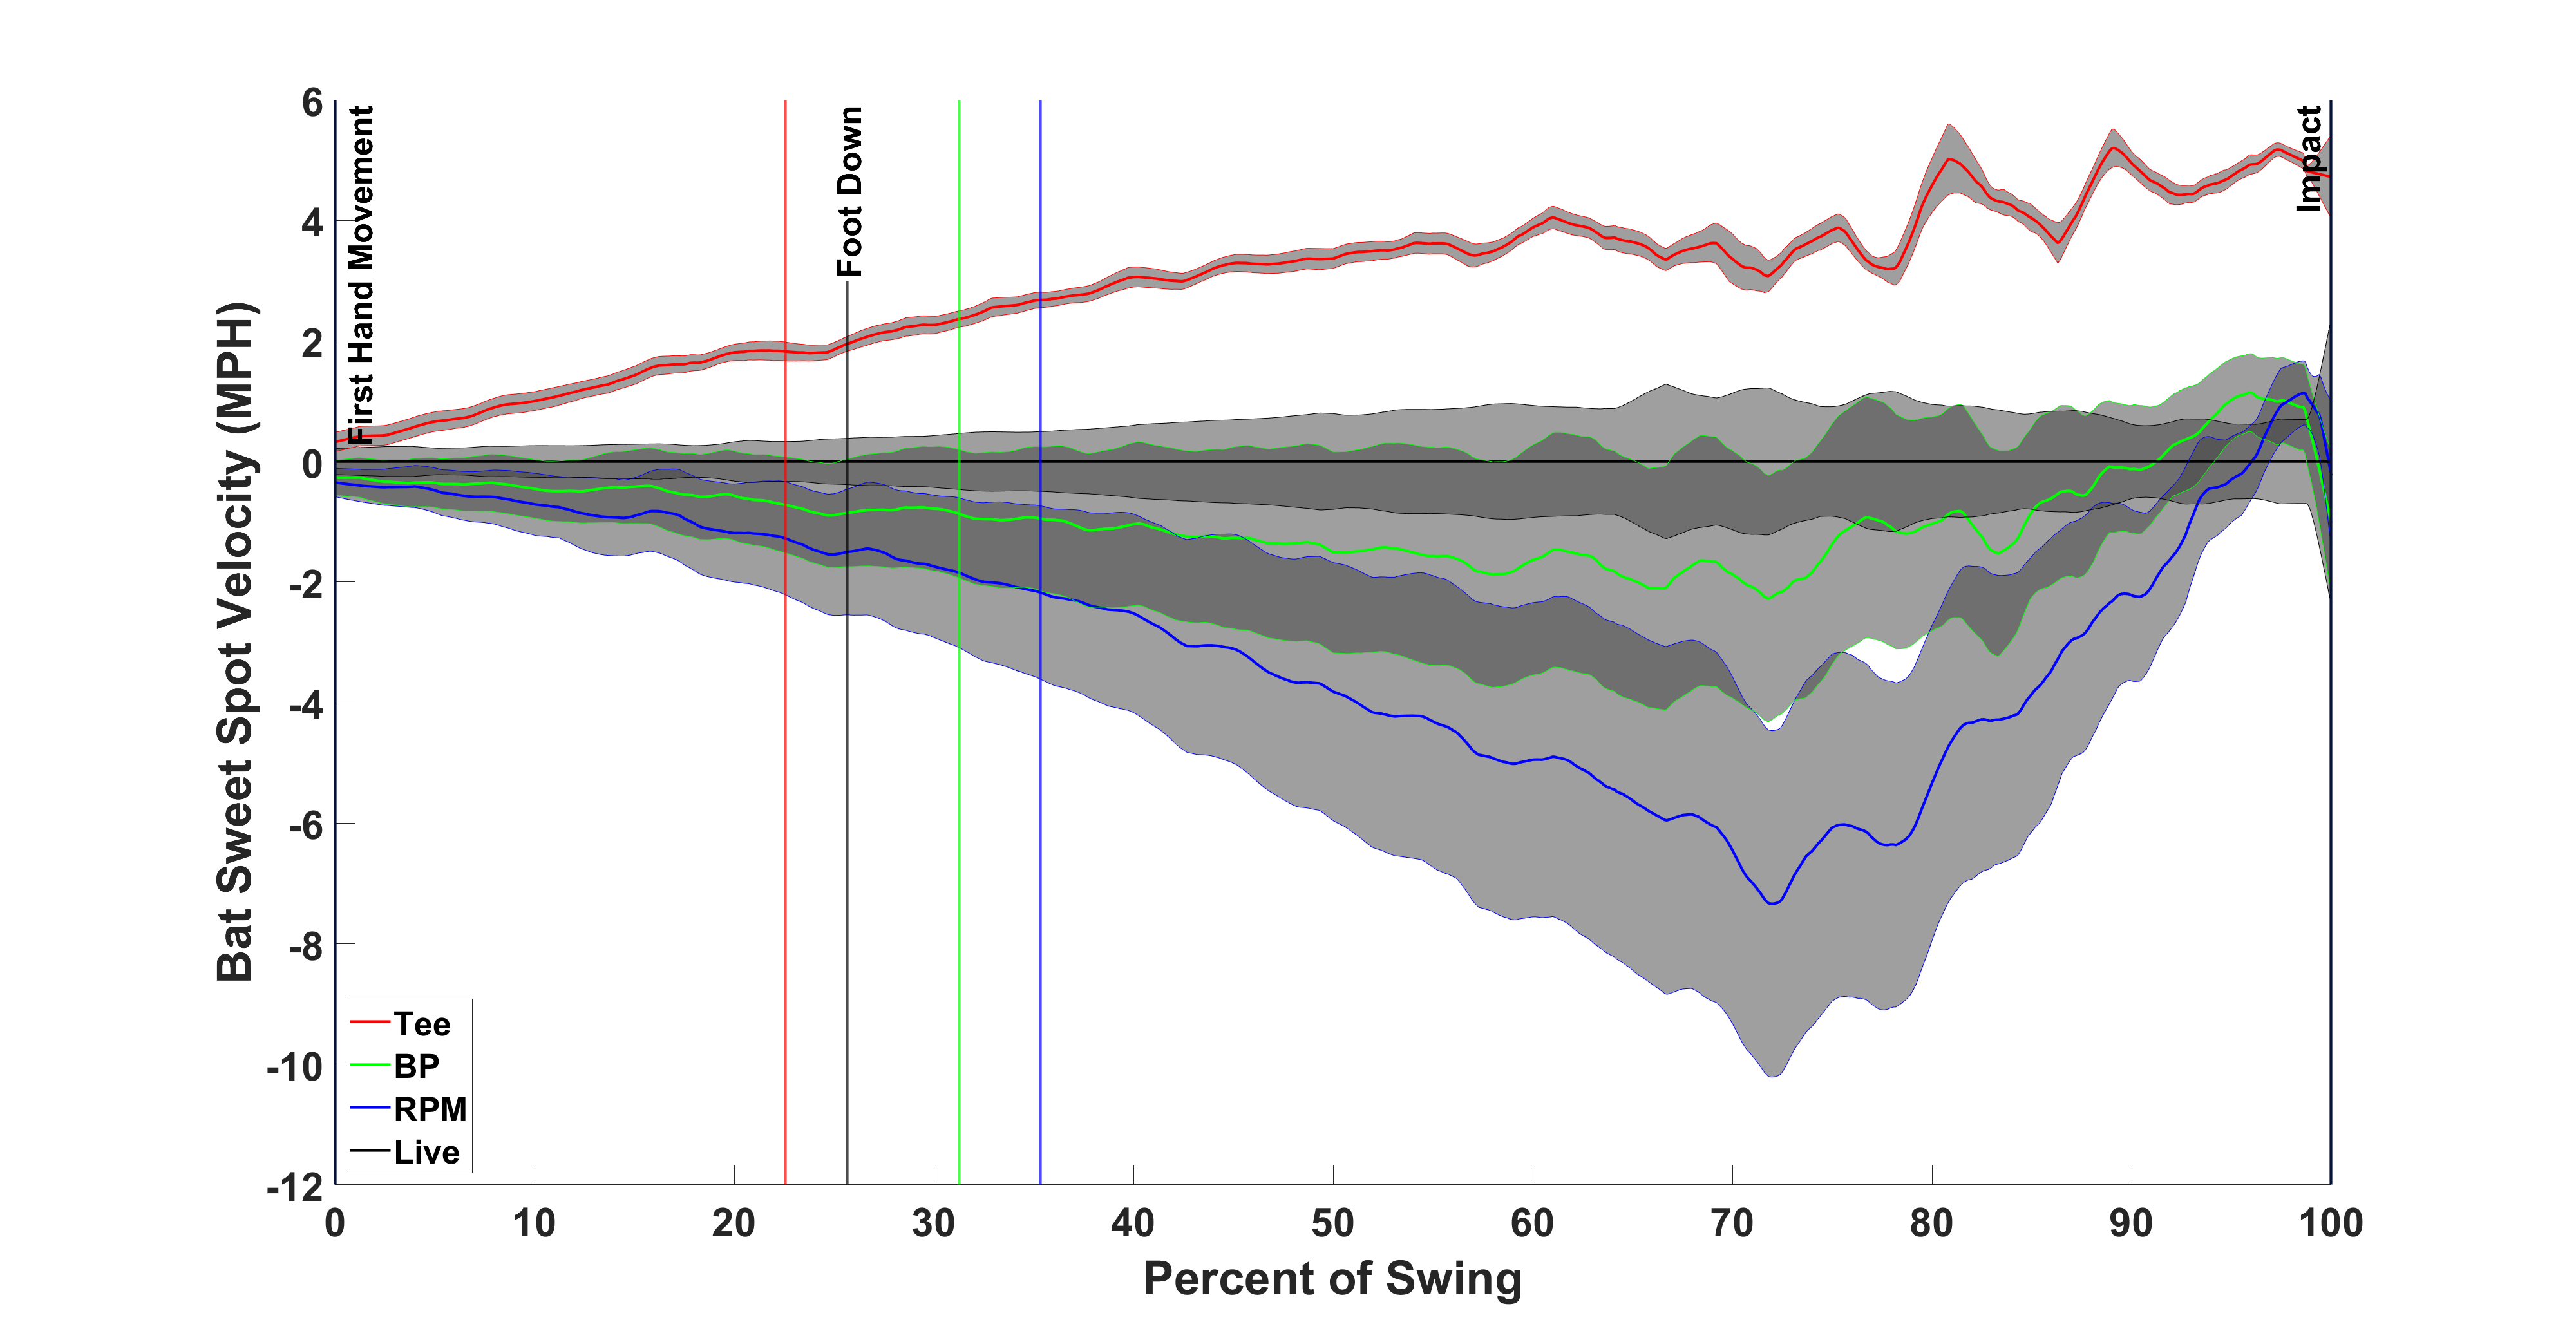 Bat Sweet Spot Velocity (MPH)
6
4
2
0
-2
-4
-6
-8
-10
-12
First Hand Movement
Foot Down
Impact
Tee
BP
RPM
Live
0 10 20 30 40 50 60 70 80 90 100
Percent of Swing